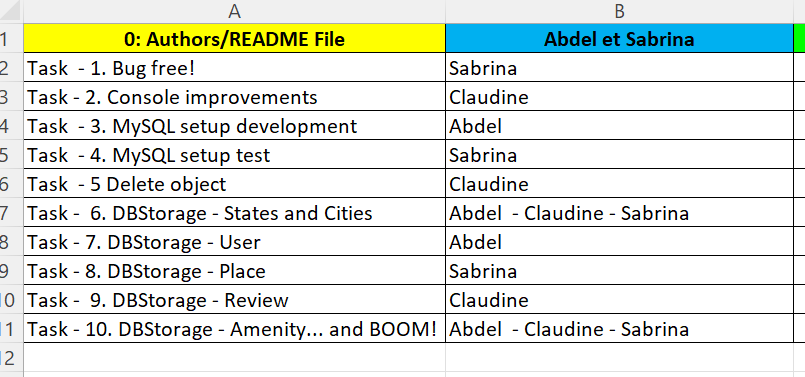 A B
1 0: Authors/README File Abdel et Sabrina
2 Task  - 1. Bug free! Sabrina
3 Task - 2. Console improvements Claudine
4 Task  - 3. MySQL setup development Abdel
5 Task  - 4. MySQL setup test Sabrina
6 Task  - 5 Delete object Claudine
7 Task  -  6. DBStorage - States and Cities Abdel  - Claudine - Sabrina
8 Task - 7. DBStorage - User Abdel
9 Task - 8. DBStorage - Place Sabrina
10 Task  -  9. DBStorage - Review Claudine
11 Task - 10. DBStorage - Amenity... and BOOM! Abdel  - Claudine - Sabrina
12